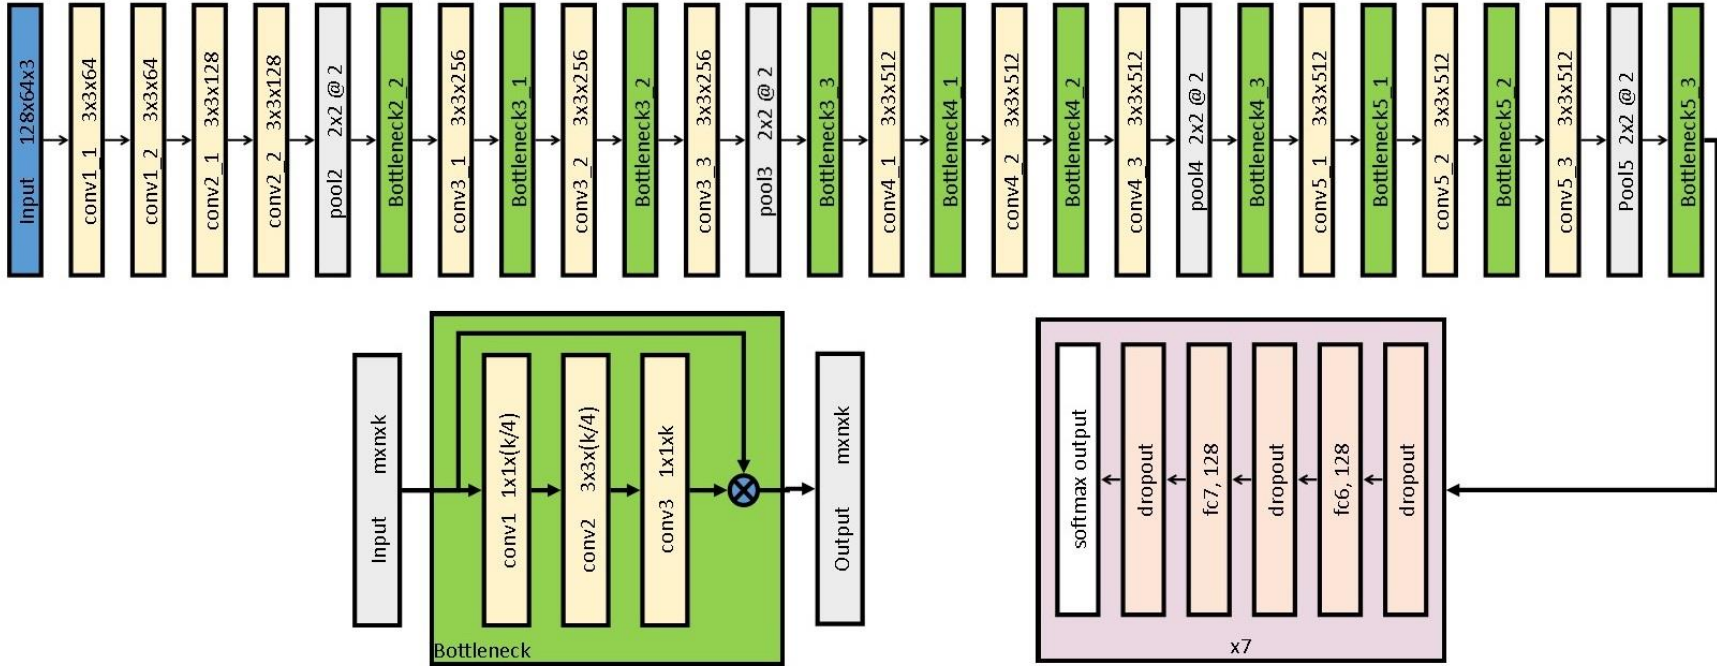 Input 128x64x3
conv1_1 3x3x64
conv1_2 3x3x64
conv2_1 3x3x128
conv2_2 3x3x128
pool2 2x2 @ 2
Bottleneck2_2
conv3_1 3x3x256
Bottleneck3_1
conv3_2 3x3x256
Bottleneck3_2
conv3_3 3x3x256
pool3 2x2 @ 2
Bottleneck3_3
conv4_1 3x3x512
Bottleneck4_1
conv4_2 3x3x512
Bottleneck4_2
conv4_3 3x3x512
pool4 2x2 @ 2
Bottleneck4_3
conv5_1 3x3x512
Bottleneck5_1
conv5_2 3x3x512
Bottleneck5_2
conv5_3 3x3x512
Pool5 2x2 @ 2
Bottleneck5_3
Input mxnxk
conv1 1x1x(k/4)
conv2 3x3x(k/4)
conv3 1x1xk
Output mxnxk
Bottleneck
softmax output
dropout
fc7, 128
dropout
fc6, 128
dropout
x7